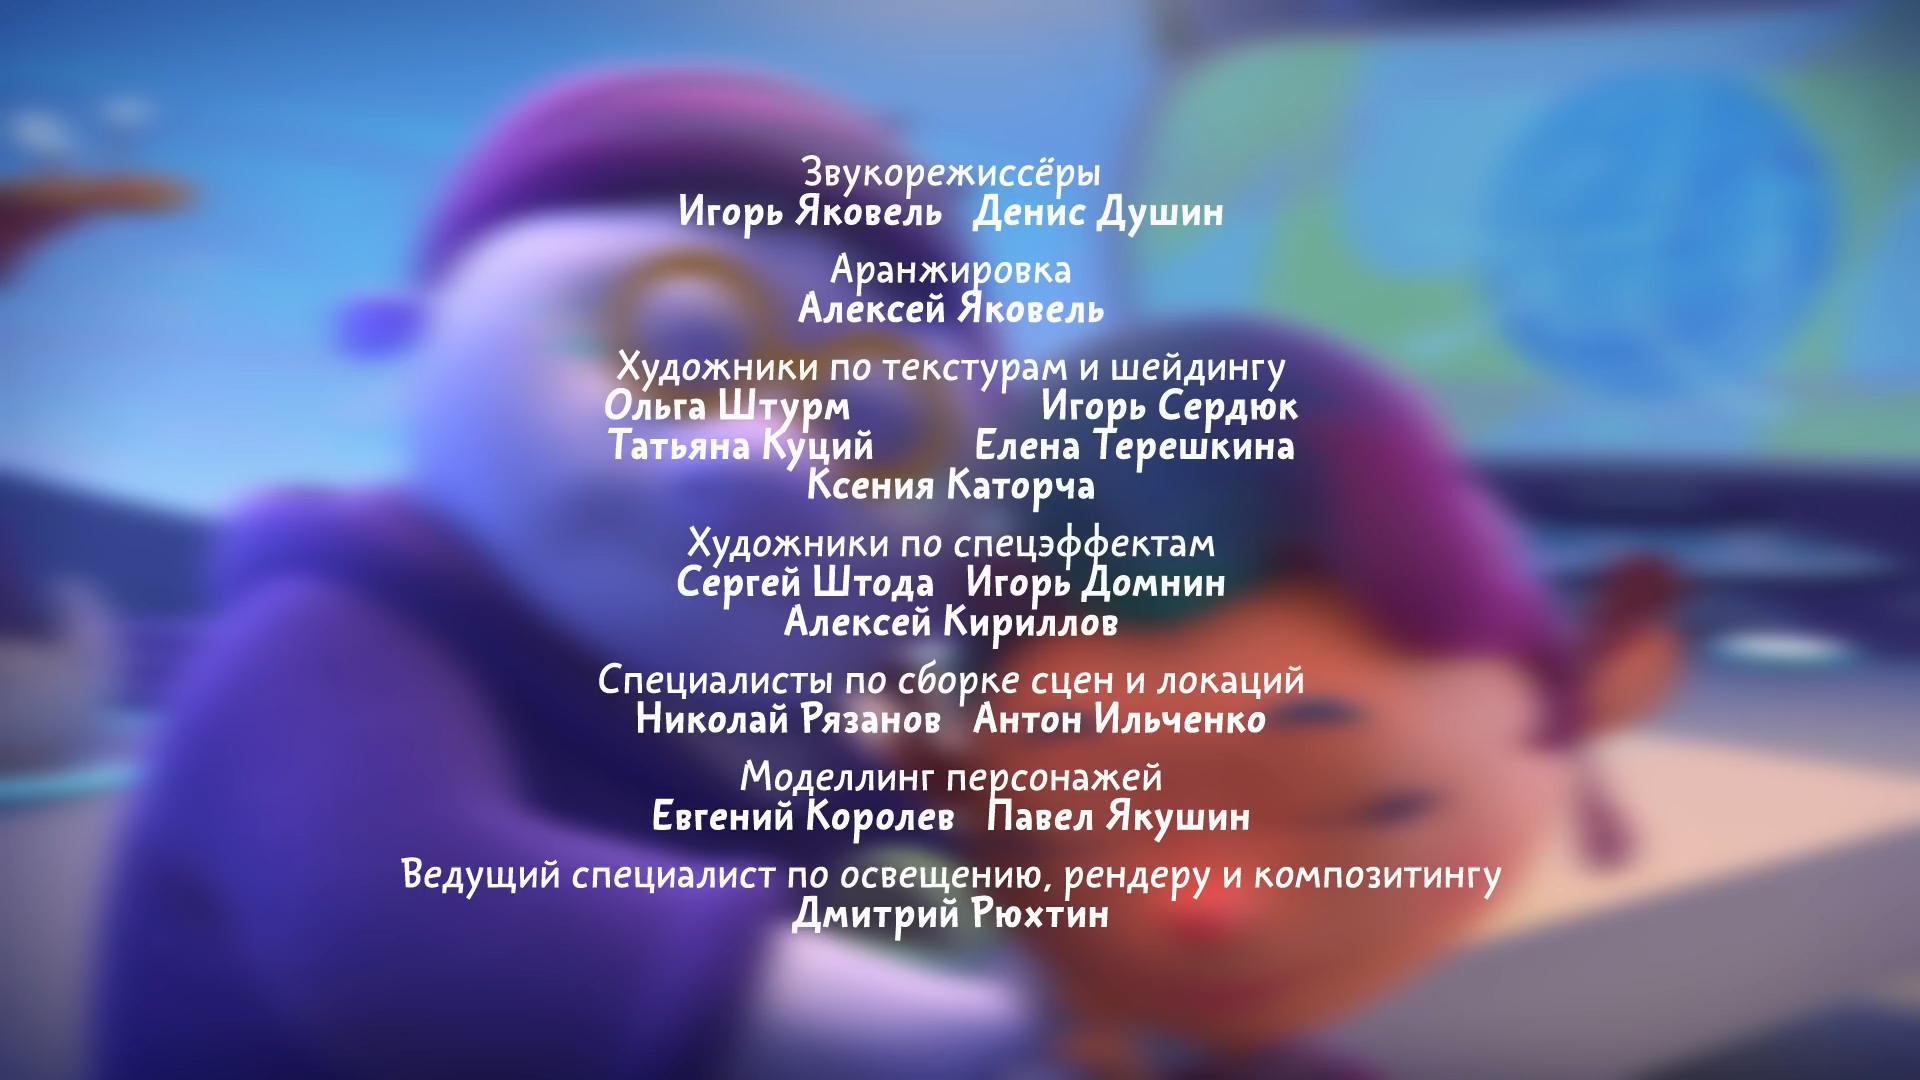 Звукорежиссёры
Игорь Яковель Денис Душин
Аранжировка
Алексей Яковель
Художники по текстурам и шейдингу
Ольга Штурм Игорь Сердюк
Татьяна Куций Елена Терешкина
Ксения Каторча
Художники по спецэффектам
Сергей Штода Игорь Домнин
Алексей Кириллов
Специалисты по сборке сцен и локаций
Николай Рязанов Антон Ильченко
Моделлинг персонажей
Евгений Королев Павел Якушин
Ведущий специалист по освещению, рендеру и композитингу
Дмитрий Рюхтин